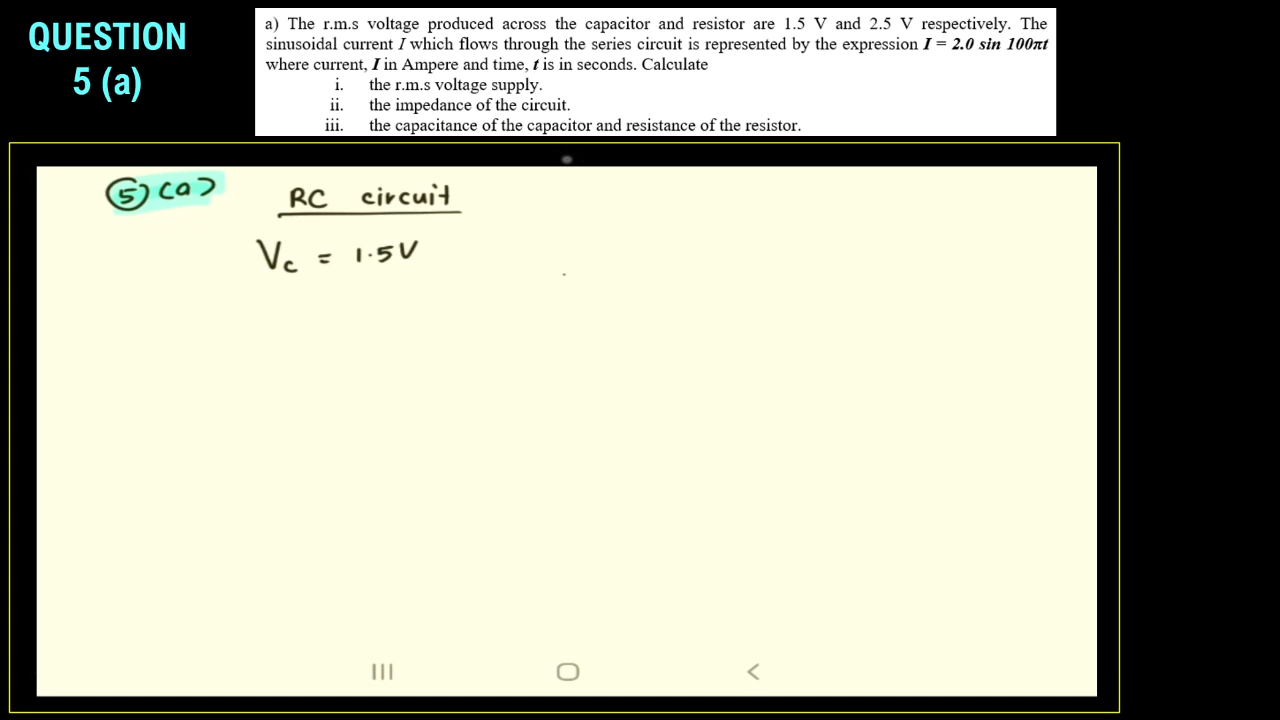 QUESTION
5 (a)
a) The r.m.s voltage produced across the capacitor and resistor are 1.5 V and 2.5 V respectively. The
sinusoidal current I which flows through the series circuit is represented by the expression I = 2.0 sin 100πt
where current, I in Ampere and time, t is in seconds. Calculate
i. the r.m.s voltage supply.
ii. the impedance of the circuit.
iii. the capacitance of the capacitor and resistance of the resistor.
5) (a) RC circuit
Vc = 1.5V